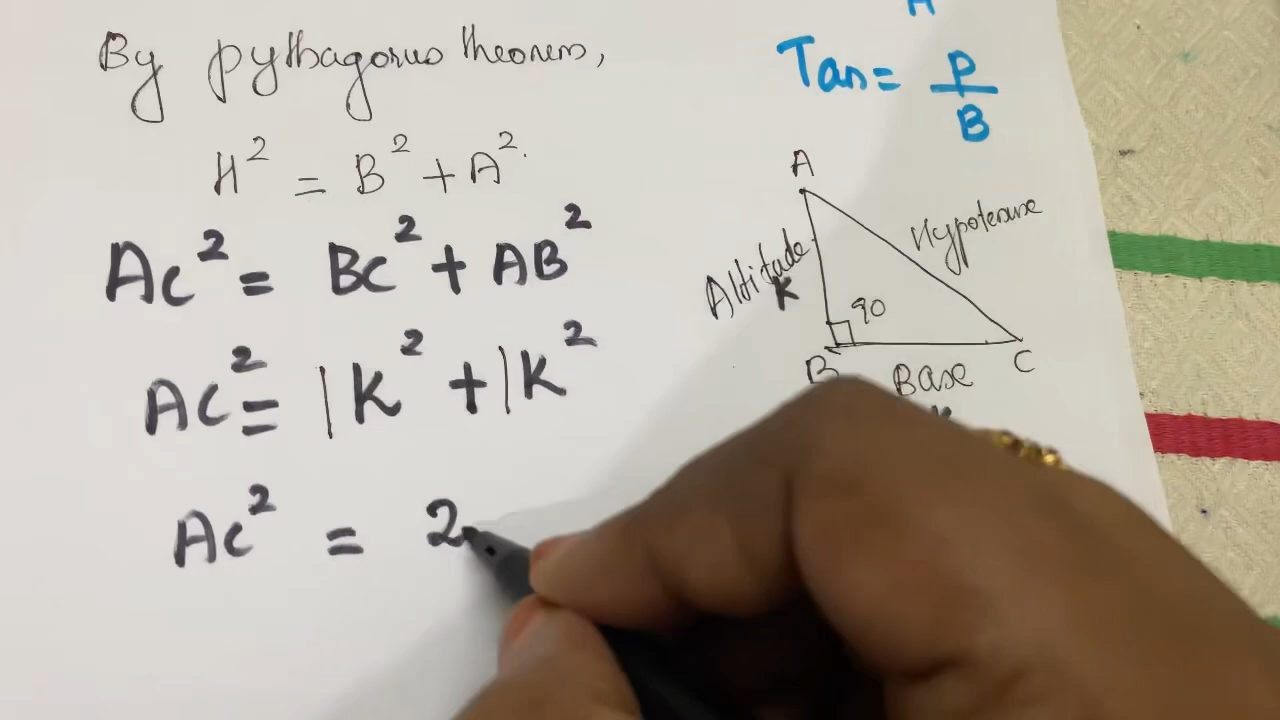 By pythagorus theorem,
H² = B² + A².
AC² = BC² + AB²
AC² = 1K² + 1K²
AC² = 2
H
Tan = P/B
A
Altitude
K
Hypotenuse
90
B
C
Base